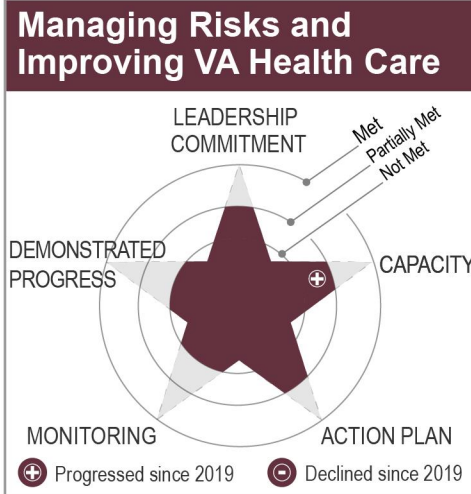 Managing Risks and
Improving VA Health Care
LEADERSHIP
COMMITMENT
Met
Partially Met
Not Met
DEMONSTRATED
PROGRESS
CAPACITY
MONITORING
ACTION PLAN
Progressed since 2019
Declined since 2019